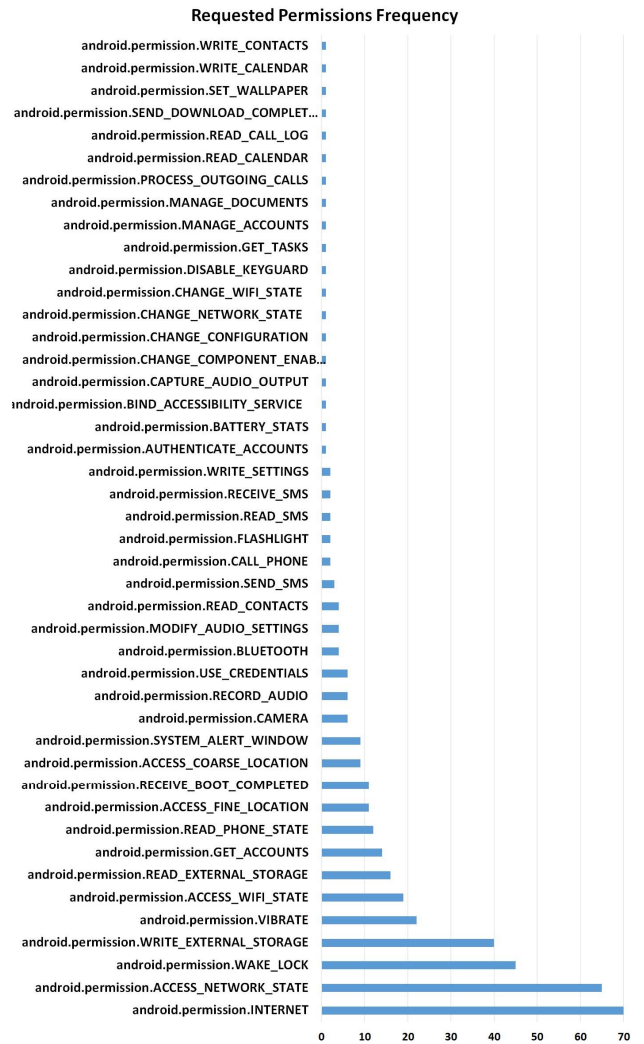 Requested Permissions Frequency
android.permission.WRITE_CONTACTS
android.permission.WRITE_CALENDAR
android.permission.SET_WALLPAPER
android.permission.SEND_DOWNLOAD_COMPLET...
android.permission.READ_CALL_LOG
android.permission.READ_CALENDAR
android.permission.PROCESS_OUTGOING_CALLS
android.permission.MANAGE_DOCUMENTS
android.permission.MANAGE_ACCOUNTS
android.permission.GET_TASKS
android.permission.DISABLE_KEYGUARD
android.permission.CHANGE_WIFI_STATE
android.permission.CHANGE_NETWORK_STATE
android.permission.CHANGE_CONFIGURATION
android.permission.CHANGE_COMPONENT_ENAB...
android.permission.CAPTURE_AUDIO_OUTPUT
android.permission.BIND_ACCESSIBILITY_SERVICE
android.permission.BATTERY_STATS
android.permission.AUTHENTICATE_ACCOUNTS
android.permission.WRITE_SETTINGS
android.permission.RECEIVE_SMS
android.permission.READ_SMS
android.permission.FLASHLIGHT
android.permission.CALL_PHONE
android.permission.SEND_SMS
android.permission.READ_CONTACTS
android.permission.MODIFY_AUDIO_SETTINGS
android.permission.BLUETOOTH
android.permission.USE_CREDENTIALS
android.permission.RECORD_AUDIO
android.permission.CAMERA
android.permission.SYSTEM_ALERT_WINDOW
android.permission.ACCESS_COARSE_LOCATION
android.permission.RECEIVE_BOOT_COMPLETED
android.permission.ACCESS_FINE_LOCATION
android.permission.READ_PHONE_STATE
android.permission.GET_ACCOUNTS
android.permission.READ_EXTERNAL_STORAGE
android.permission.ACCESS_WIFI_STATE
android.permission.VIBRATE
android.permission.WRITE_EXTERNAL_STORAGE
android.permission.WAKE_LOCK
android.permission.ACCESS_NETWORK_STATE
android.permission.INTERNET
0 10 20 30 40 50 60 70